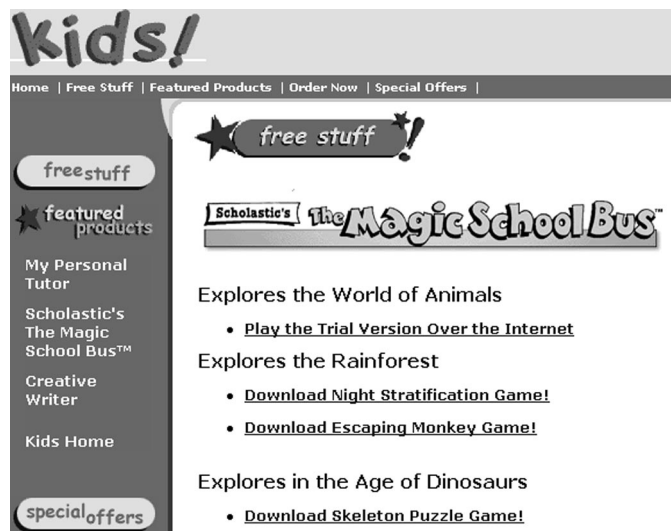 kids!
Home | Free Stuff | Featured Products | Order Now | Special Offers |
free stuff
featured
products
My Personal
Tutor
Scholastic's
The Magic
School Bus™
Creative
Writer
Kids Home
special offers
free stuff!
Scholastic's The Magic School Bus™
Explores the World of Animals
• Play the Trial Version Over the Internet
Explores the Rainforest
• Download Night Stratification Game!
• Download Escaping Monkey Game!
Explores in the Age of Dinosaurs
• Download Skeleton Puzzle Game!